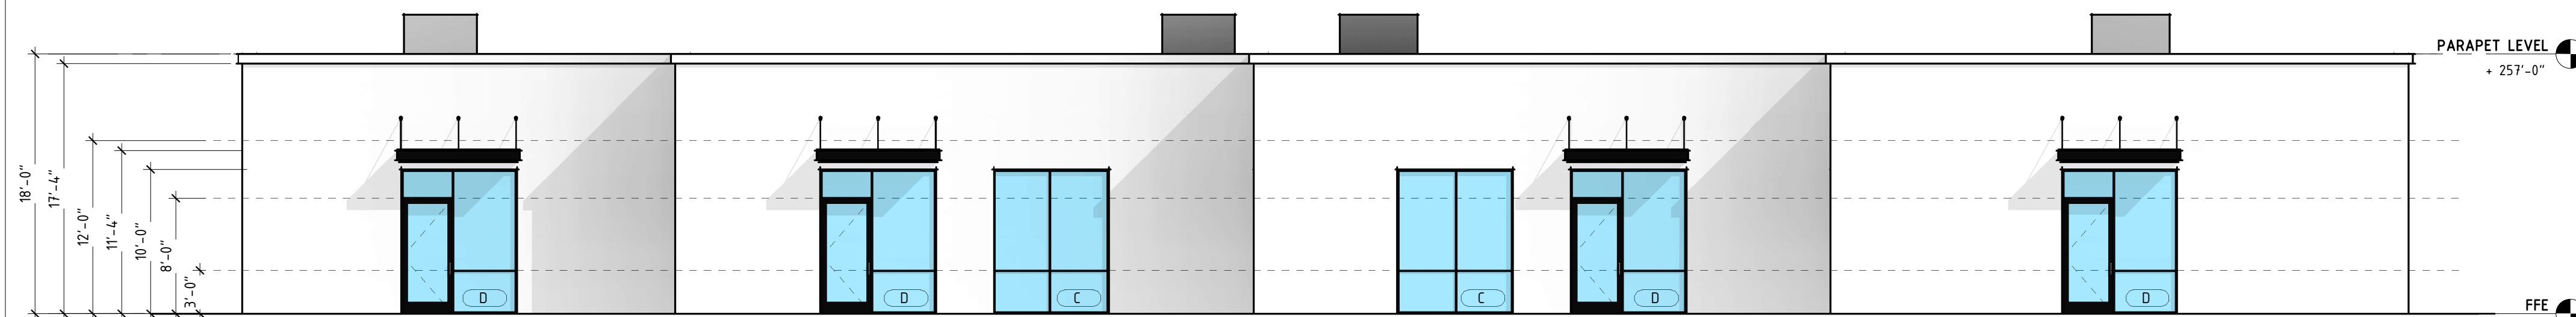 PARAPET LEVEL
+ 257'-0"
18'-0"
17'-4"
12'-0"
11'-4"
10'-0"
8'-0"
3'-0"
D
D
C
C
D
D
FFE